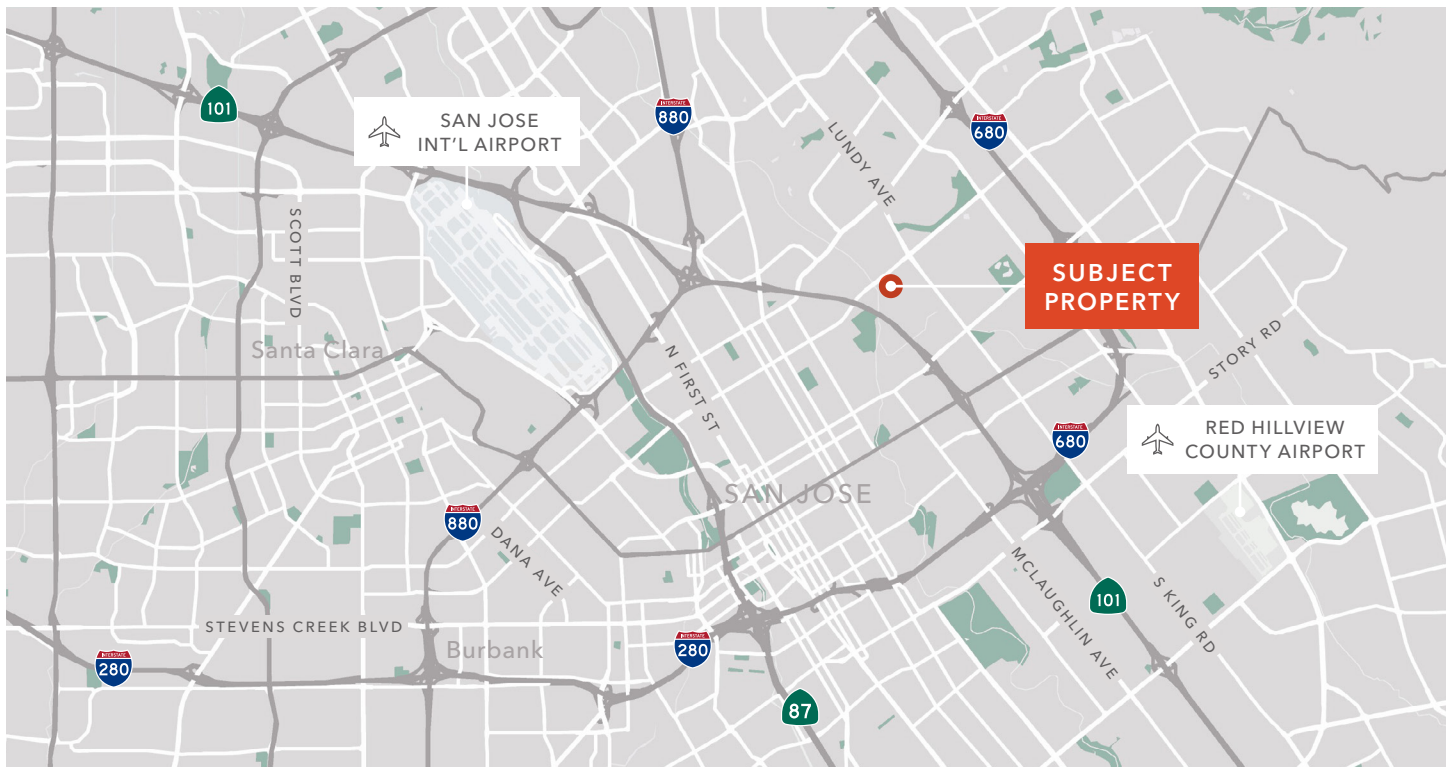 101
SAN JOSE
INT'L AIRPORT
INTERSTATE
880
INTERSTATE
680
LUNDY AVE
SCOTT BLVD
SUBJECT
PROPERTY
Santa Clara
N FIRST ST
STORY RD
INTERSTATE
680
RED HILLVIEW
COUNTY AIRPORT
SAN JOSE
INTERSTATE
880
DANA AVE
MCLAUGHLIN AVE
S KING RD
101
STEVENS CREEK BLVD
Burbank
INTERSTATE
280
INTERSTATE
280
87